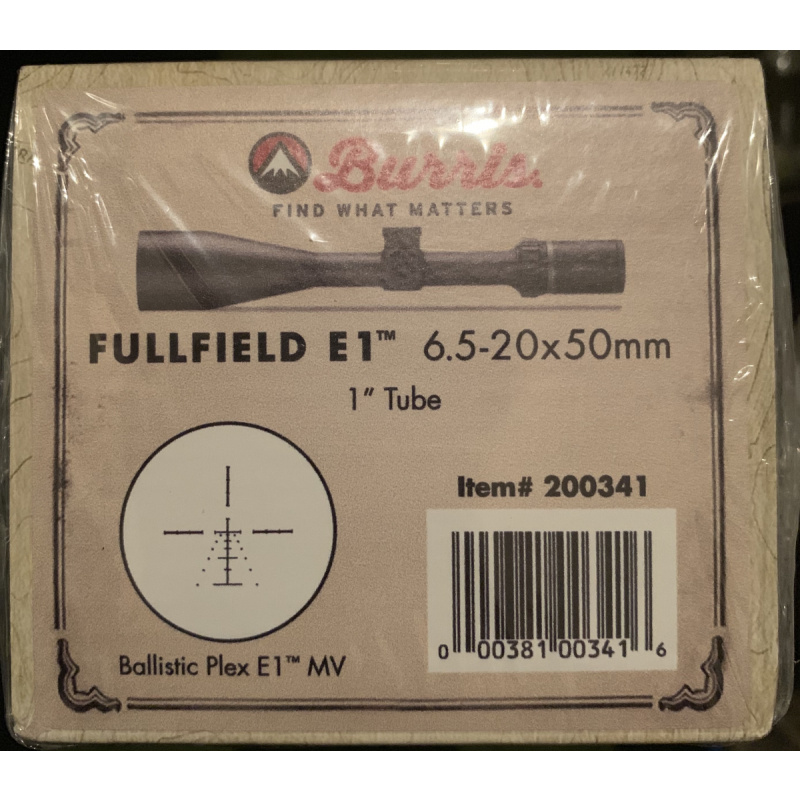 Burris.
FIND WHAT MATTERS
FULLFIELD E1™ 6.5-20x50mm
1" Tube
Item# 200341
0 00381 00341 6
Ballistic Plex E1™ MV